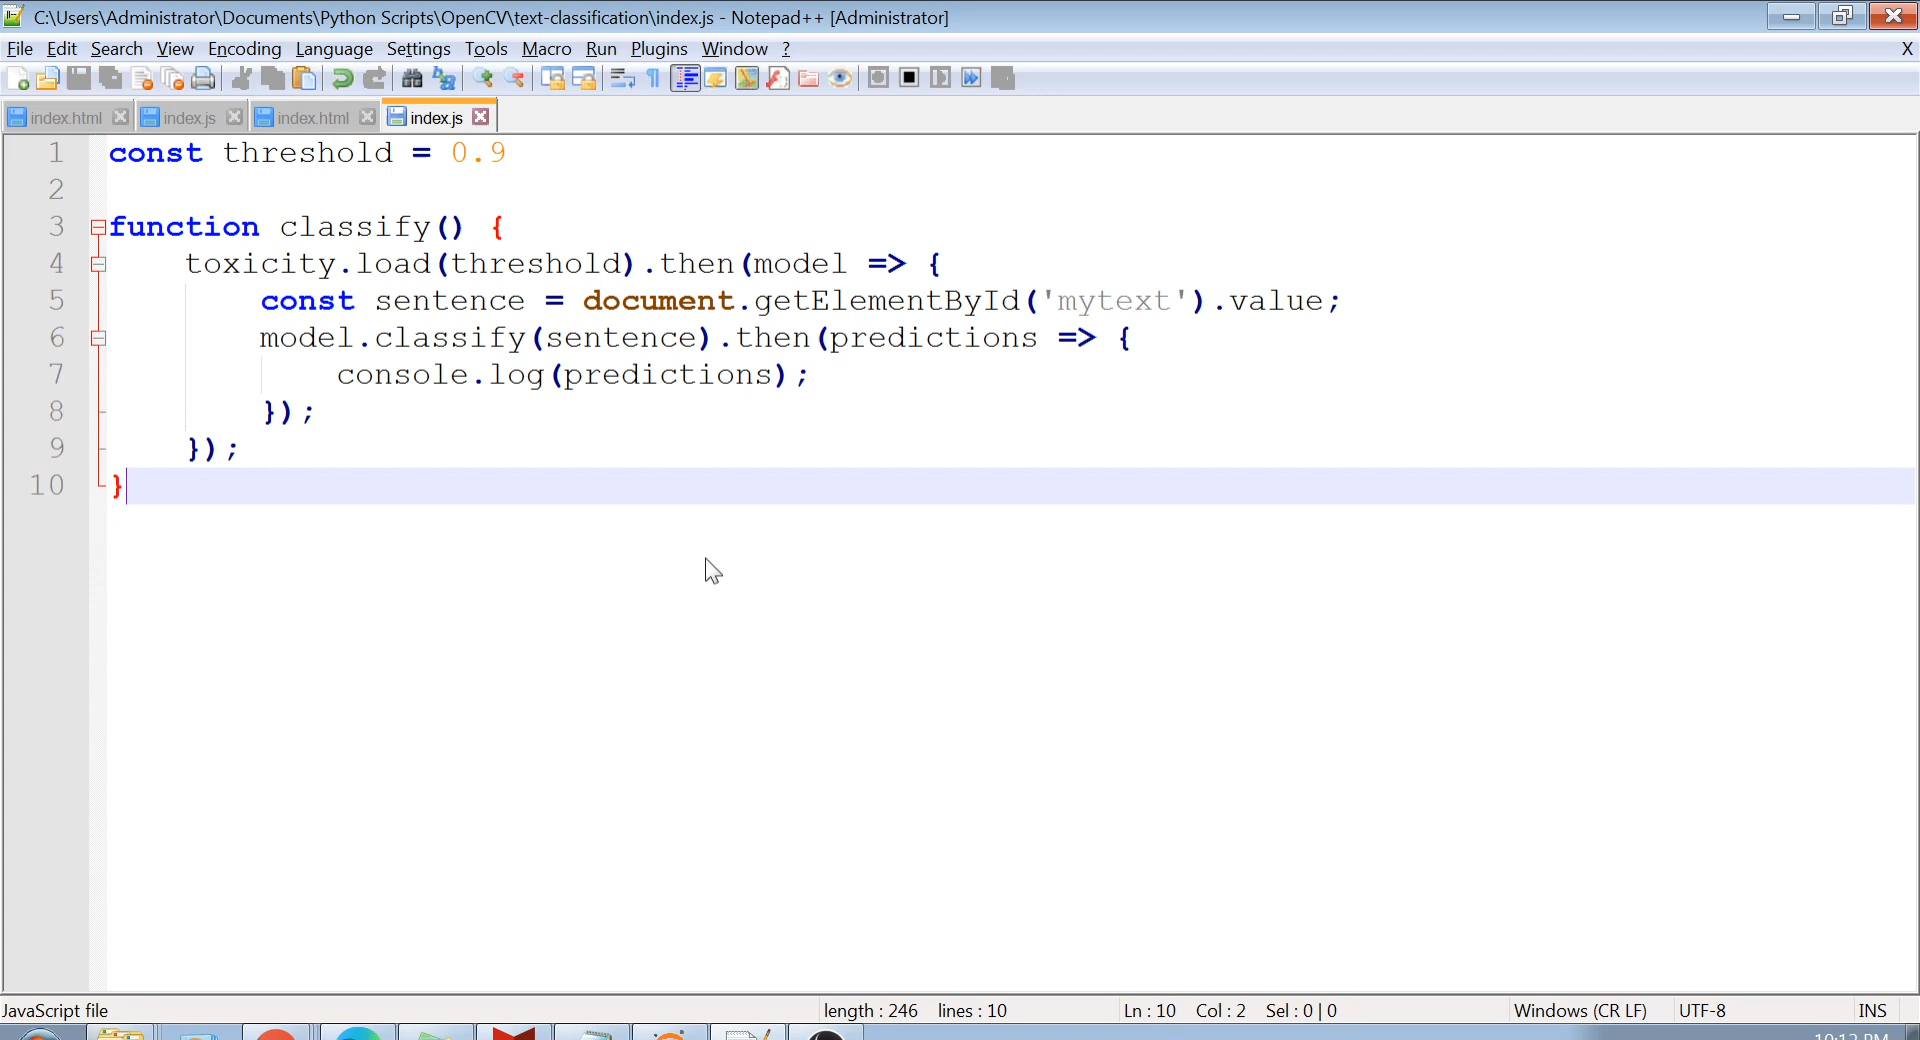 C:\Users\Administrator\Documents\Python Scripts\OpenCV\text-classification\index.js - Notepad++ [Administrator]
File Edit Search View Encoding Language Settings Tools Macro Run Plugins Window ? X
index.html index.js index.html index.js
1 const threshold = 0.9
2
3 function classify() {
4 toxicity.load(threshold).then(model => {
5 const sentence = document.getElementById('mytext').value;
6 model.classify(sentence).then(predictions => {
7 console.log(predictions);
8 });
9 });
10 }
JavaScript file length : 246 lines : 10 Ln : 10 Col : 2 Sel : 0 | 0 Windows (CR LF) UTF-8 INS